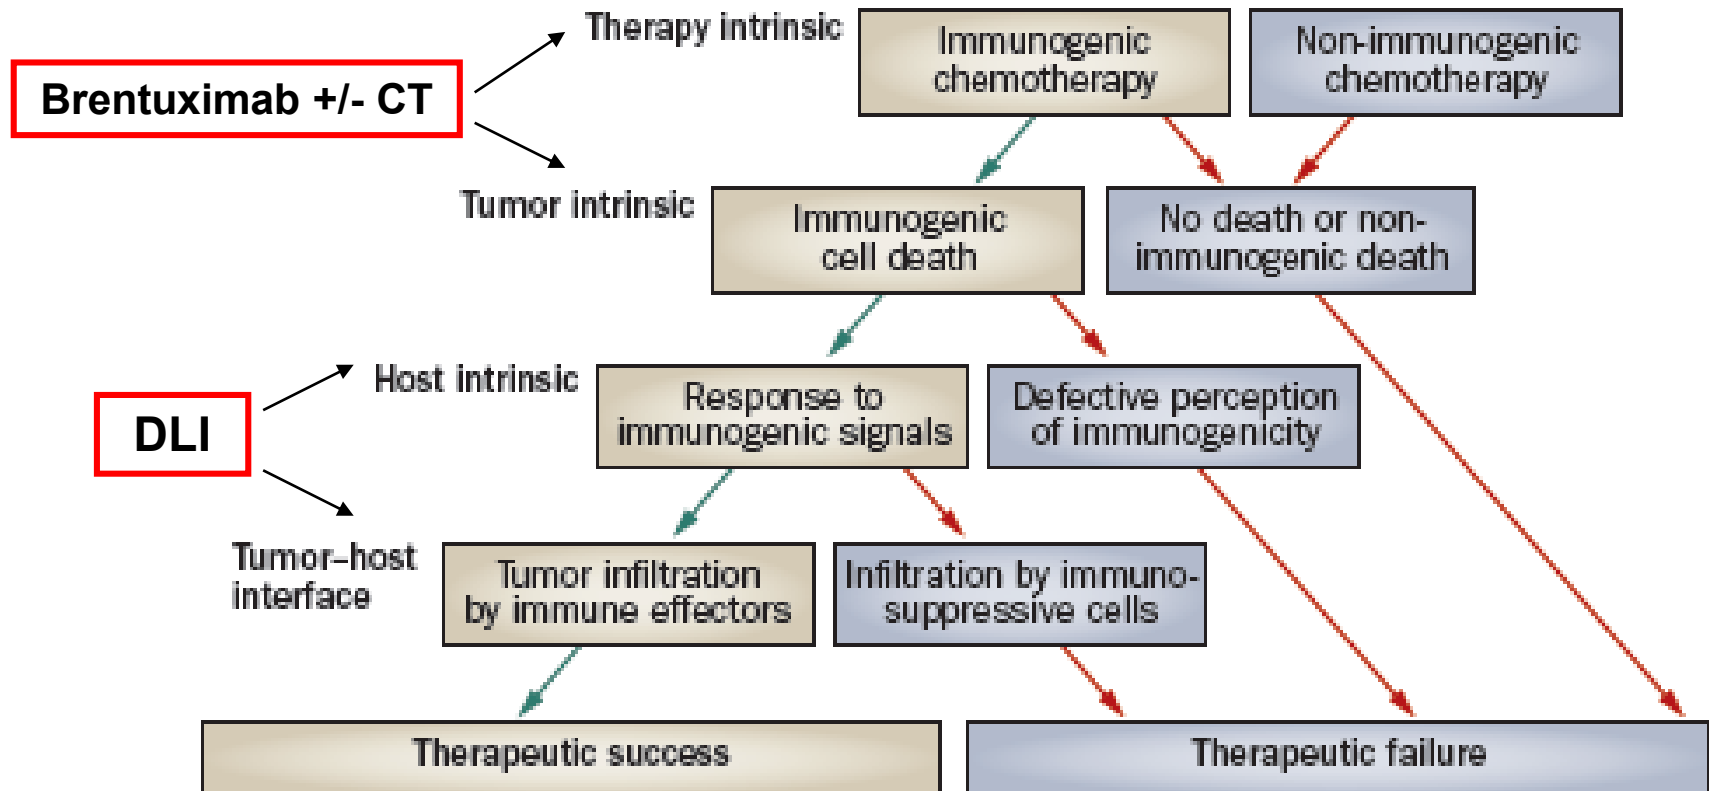 Therapy intrinsic
Immunogenic
chemotherapy
Non-immunogenic
chemotherapy
Brentuximab +/- CT
Tumor intrinsic
Immunogenic
cell death
No death or non-
immunogenic death
Host intrinsic
Response to
immunogenic signals
Defective perception
of immunogenicity
DLI
Tumor–host
interface
Tumor infiltration
by immune effectors
Infiltration by immuno-
suppressive cells
Therapeutic success
Therapeutic failure